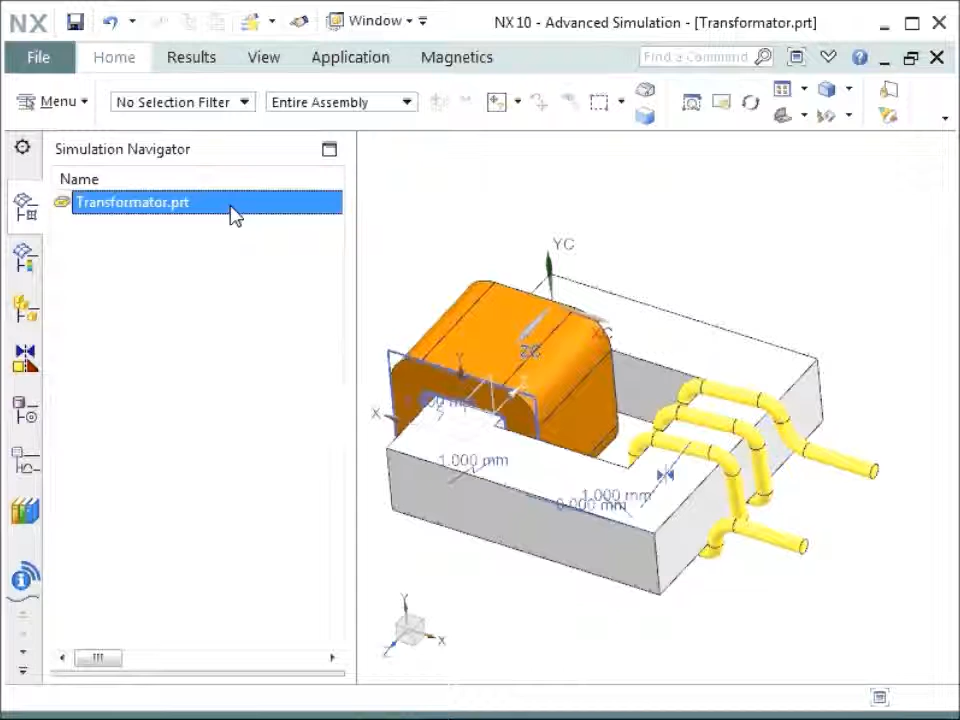 NX
Window
NX 10 - Advanced Simulation - [Transformator.prt]
File
Home
Results
View
Application
Magnetics
Find a Command
Menu
No Selection Filter
Entire Assembly
Simulation Navigator
Name
Transformator.prt
YC
XC
ZC
Y
Z
X
1.000 mm
1.000 mm
0.000 mm
Y
X
Z